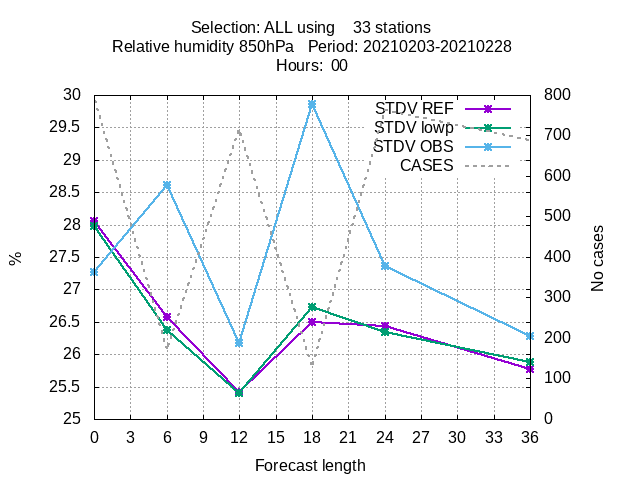 Selection: ALL using    33 stations
Relative humidity 850hPa   Period: 20210203-20210228
Hours:  00
30 800
STDV REF
29.5 STDV lowp 700
STDV OBS
29 CASES
600
28.5
28 500
27.5 400
% No cases
27 300
26.5 200
26 100
25.5
25 0
0 3 6 9 12 15 18 21 24 27 30 33 36
Forecast length